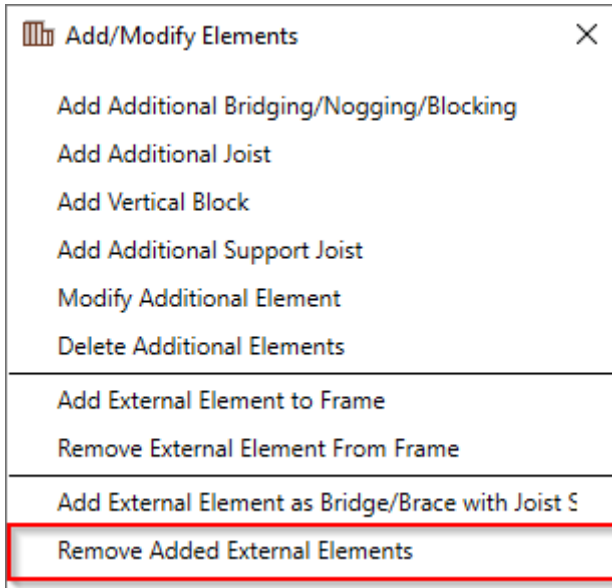 Add/Modify Elements
Add Additional Bridging/Nogging/Blocking
Add Additional Joist
Add Vertical Block
Add Additional Support Joist
Modify Additional Element
Delete Additional Elements
Add External Element to Frame
Remove External Element From Frame
Add External Element as Bridge/Brace with Joist S
Remove Added External Elements